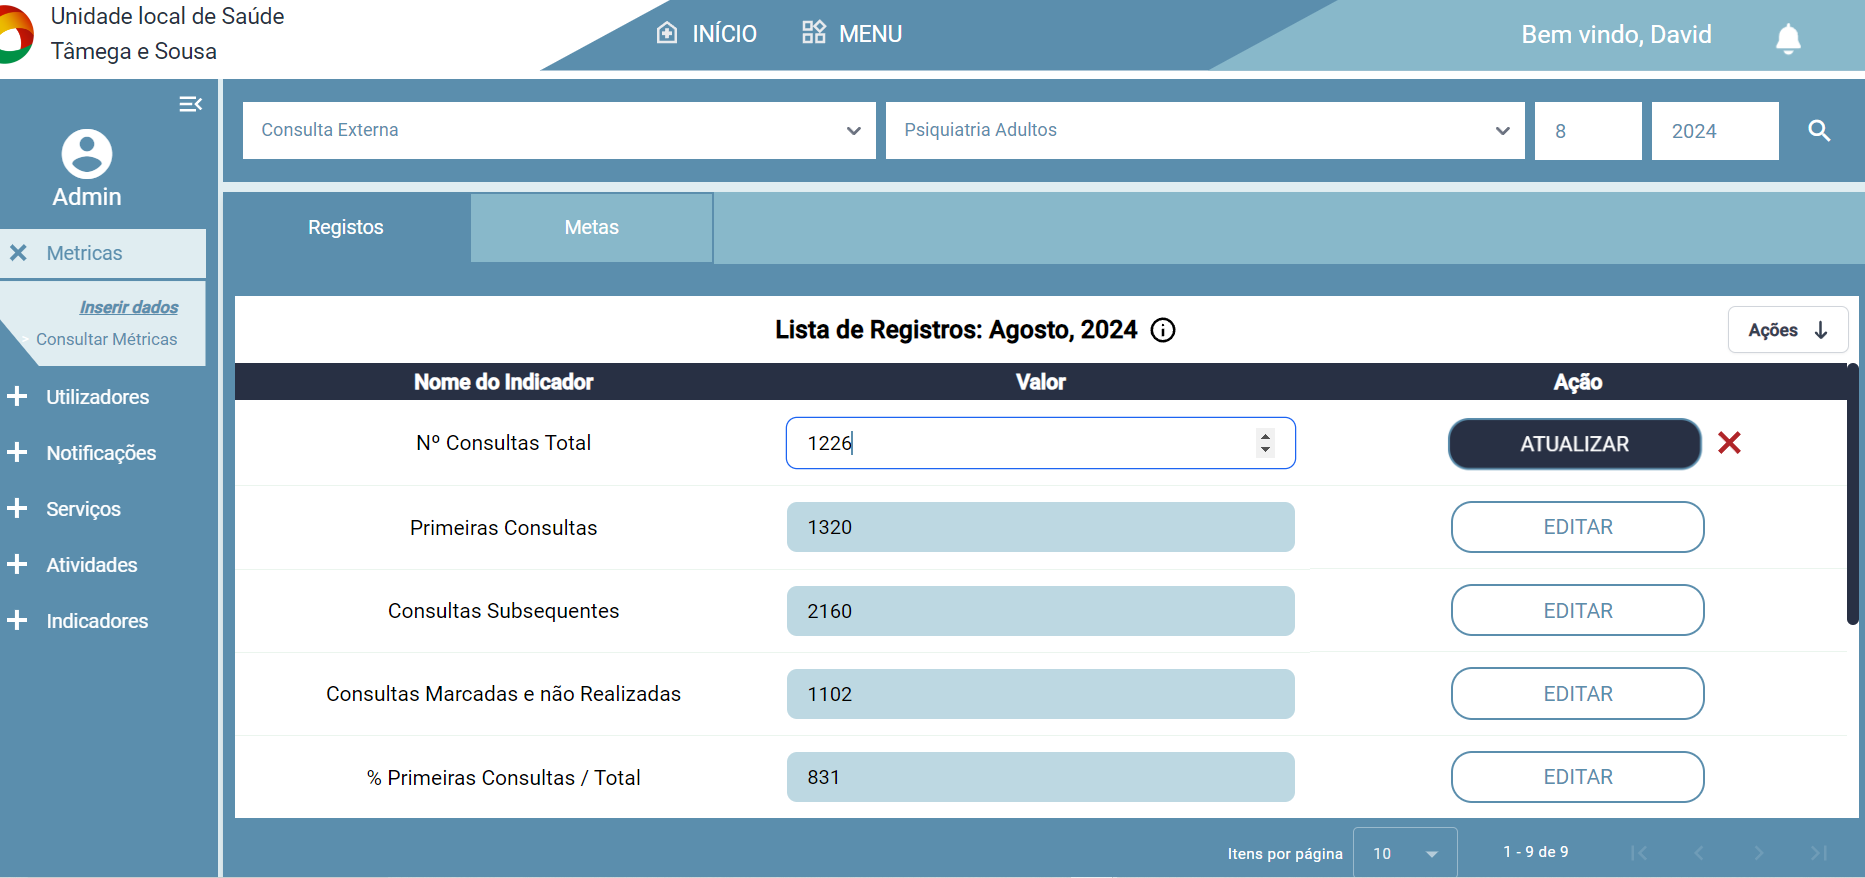 Unidade local de Saúde
Tâmega e Sousa
INÍCIO
MENU
Bem vindo, David
Admin
Metricas
Inserir dados
> Consultar Métricas
Utilizadores
Notificações
Serviços
Atividades
Indicadores
Consulta Externa
Psiquiatria Adultos
8
2024
Registos
Metas
Lista de Registros: Agosto, 2024
Ações
Nome do Indicador Valor Ação
Nº Consultas Total 1226 ATUALIZAR
Primeiras Consultas 1320 EDITAR
Consultas Subsequentes 2160 EDITAR
Consultas Marcadas e não Realizadas 1102 EDITAR
% Primeiras Consultas / Total 831 EDITAR
Itens por página 10 1 - 9 de 9